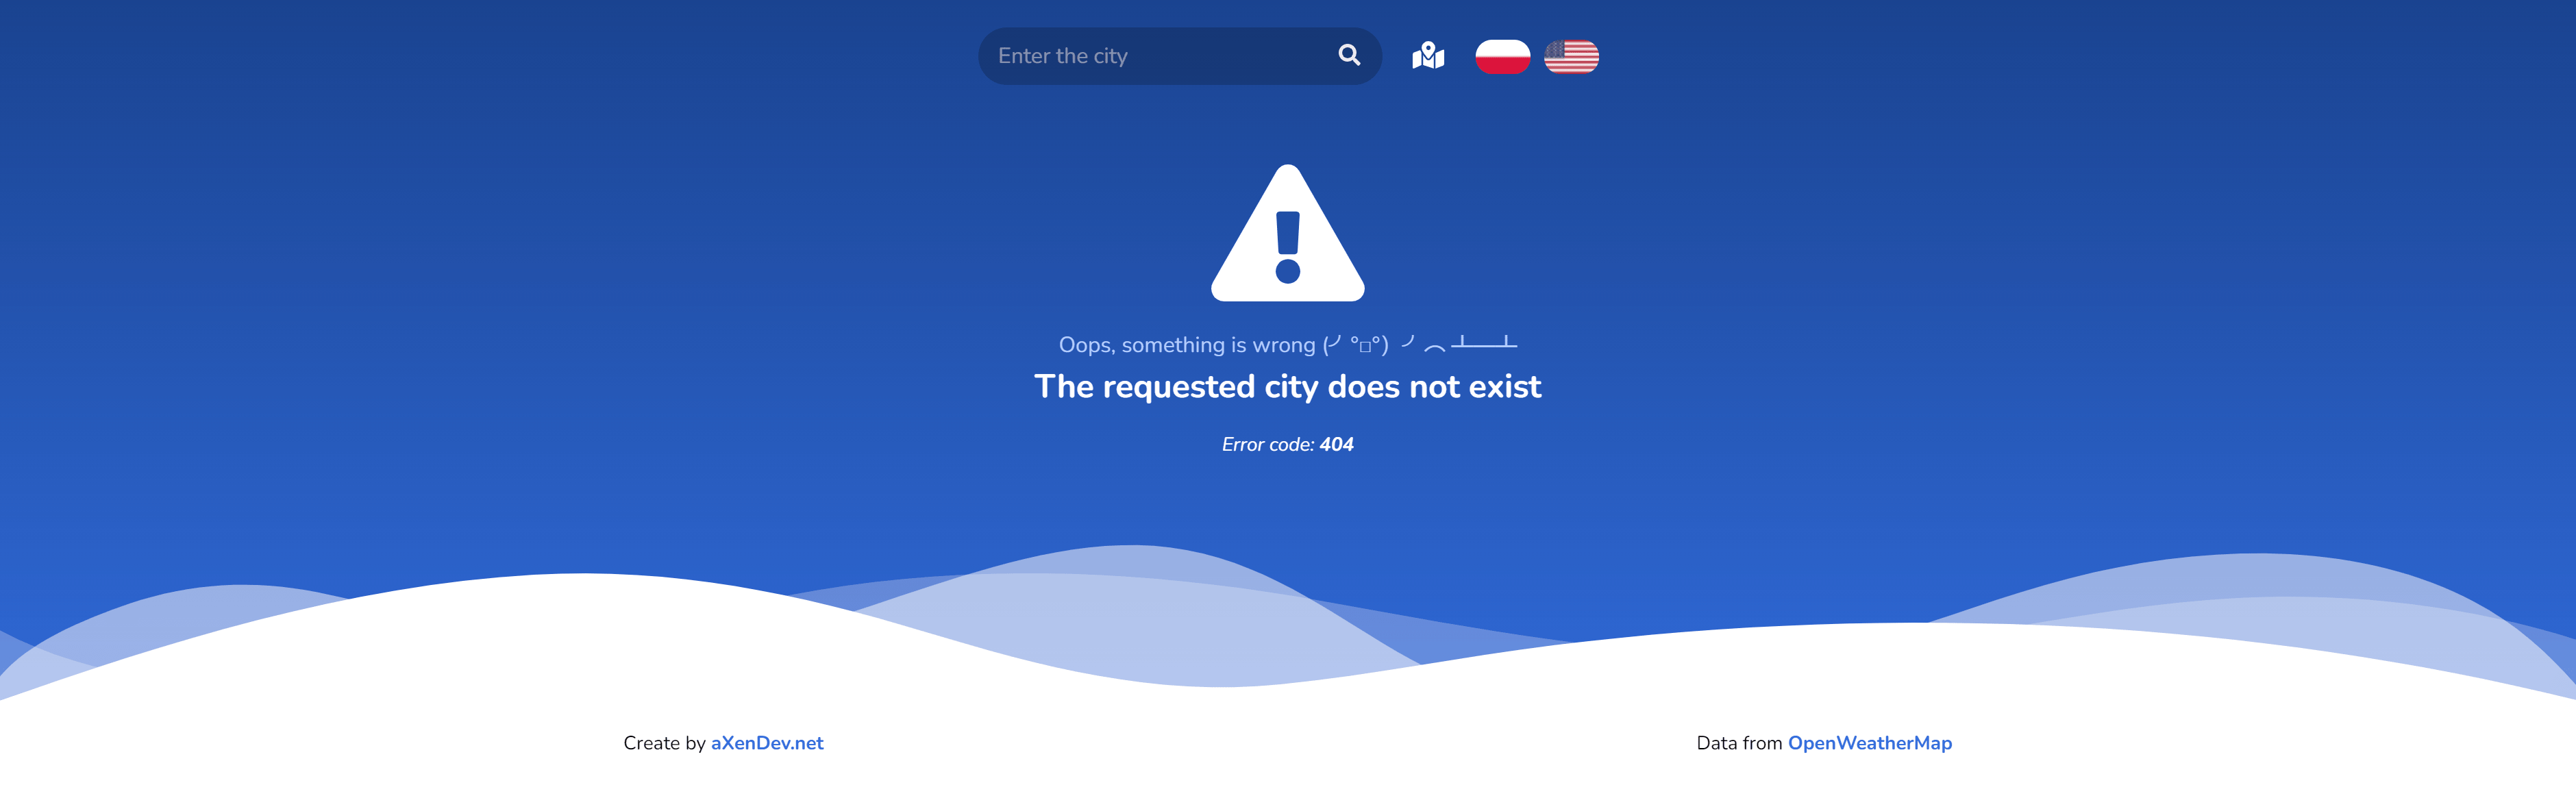 Enter the city
Oops, something is wrong (╯°□°)╯︵ ┻━┻
The requested city does not exist
Error code: 404
Create by aXenDev.net
Data from OpenWeatherMap